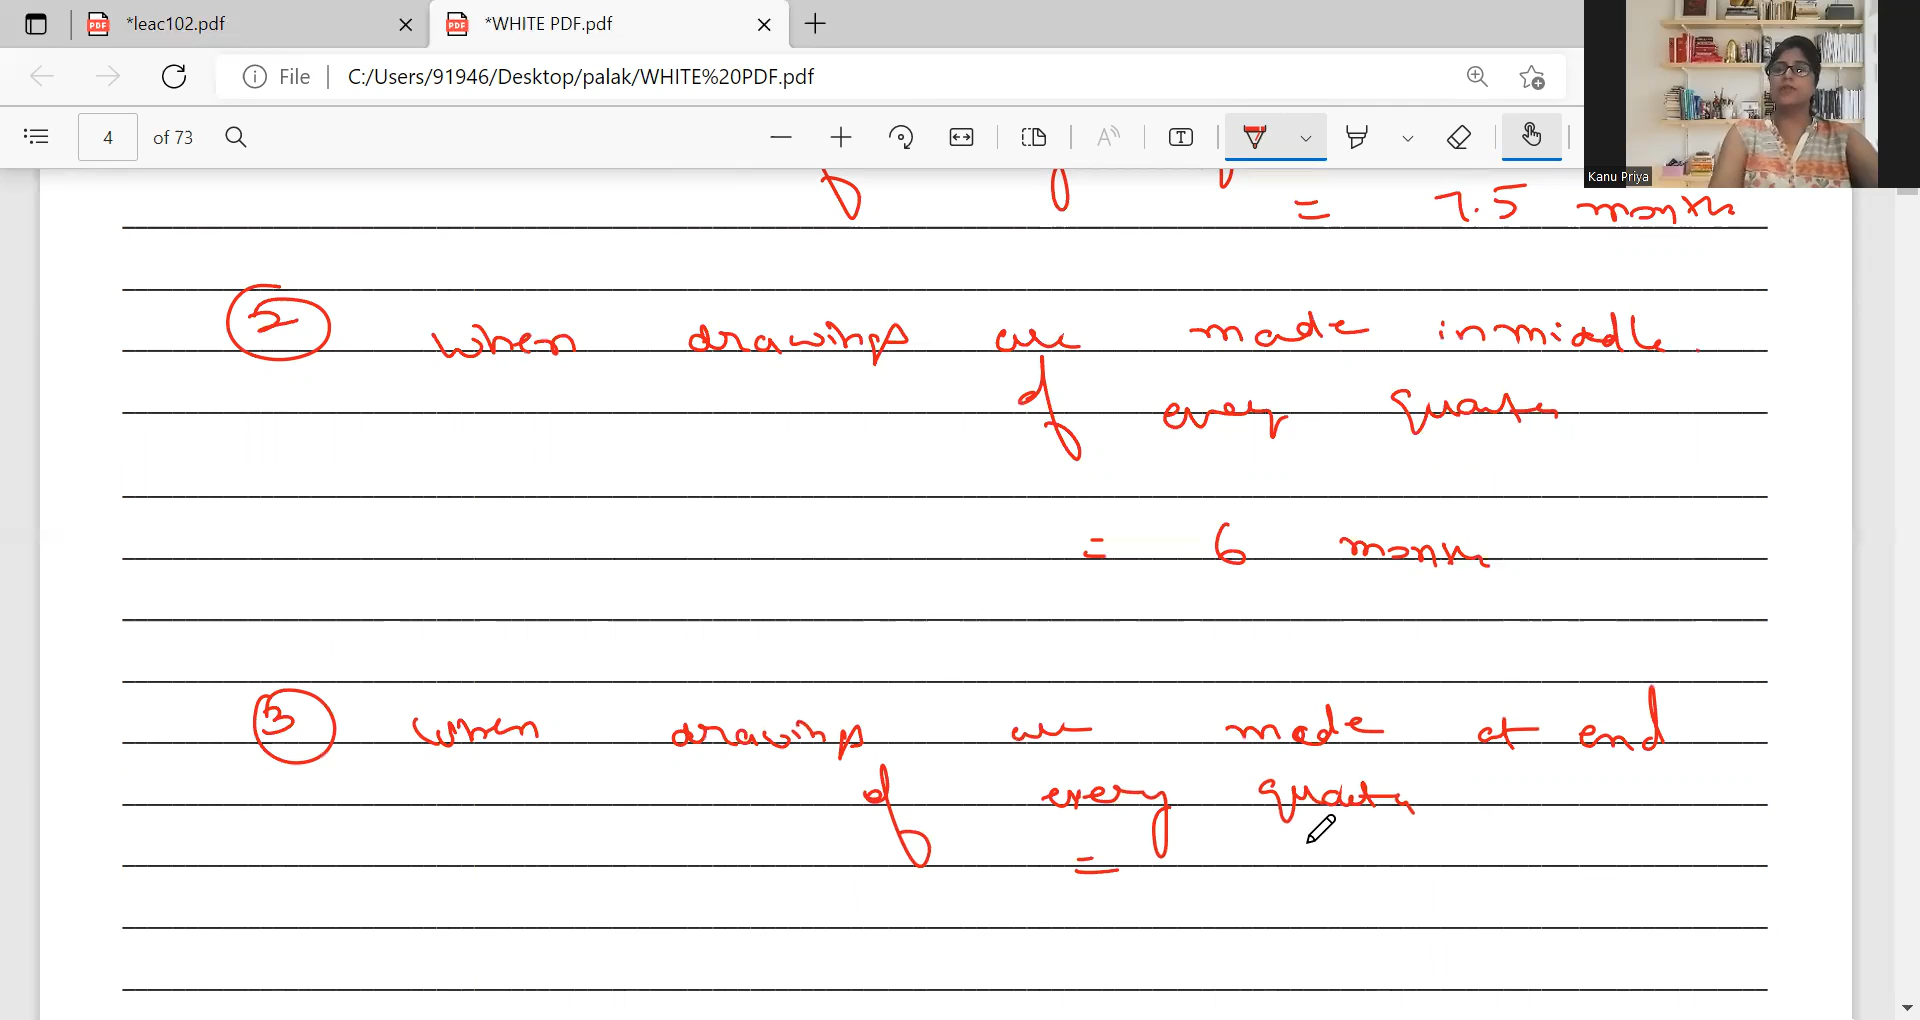 *leac102.pdf
*WHITE PDF.pdf
File
C:/Users/91946/Desktop/palak/WHITE%20PDF.pdf
4 of 73
Kanu Priya
= 7.5 months
2 when drawings are made in middle
of every quarter
= 6 months
3 when drawings are made at end
of every quarter
=